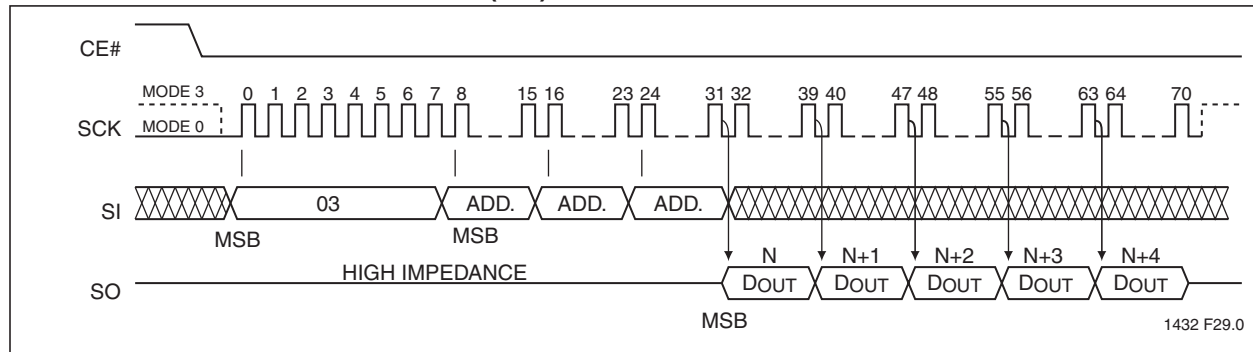 CE#
MODE 3
0 1 2 3 4 5 6 7 8 15 16 23 24 31 32 39 40 47 48 55 56 63 64 70
SCK
MODE 0
SI
03
ADD.
ADD.
ADD.
MSB
MSB
N
N+1
N+2
N+3
N+4
HIGH IMPEDANCE
SO
DOUT
DOUT
DOUT
DOUT
DOUT
MSB
1432 F29.0